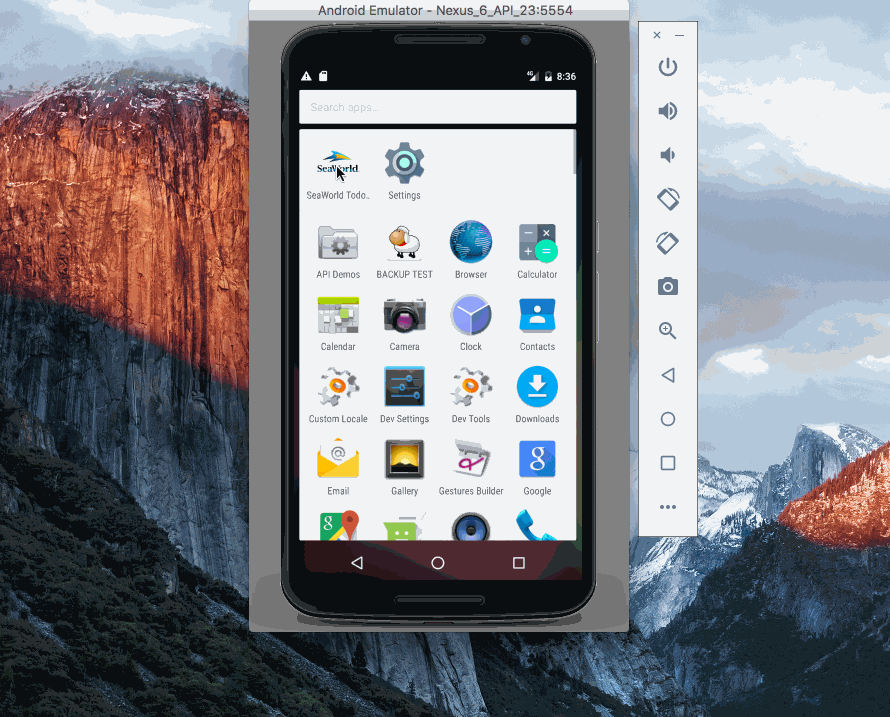 Android Emulator - Nexus_6_API_23:5554
4G 8:36
Search apps...
SeaWorld
SeaWorld Todo.. Settings
API Demos BACKUP TEST Browser Calculator
Calendar Camera Clock Contacts
Custom Locale Dev Settings Dev Tools Downloads
@ g
Email Gallery Gestures Builder Google
g